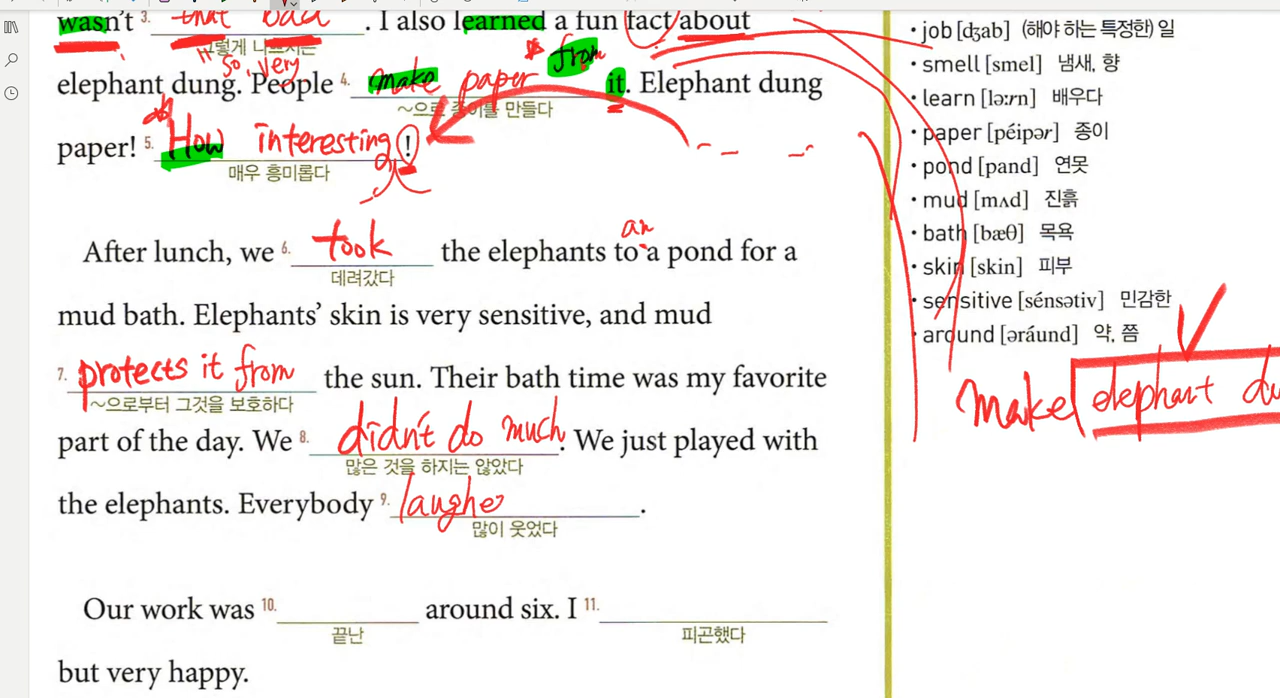 wasn't 3. that bad . I also learned a fun fact about
so, very
elephant dung. People 4. make paper from it. Elephant dung
~으로 종이를 만들다
paper! 5. How interesting!
매우 흥미롭다
an
After lunch, we 6. took the elephants to a pond for a
데려갔다
mud bath. Elephants' skin is very sensitive, and mud
7. protects it from the sun. Their bath time was my favorite
~으로부터 그것을 보호하다
part of the day. We 8. didn't do much. We just played with
많은 것을 하지는 않았다
the elephants. Everybody 9. laughe .
많이 웃었다
Our work was 10. around six. I 11.
끝난 피곤했다
but very happy.
• job [dʒab] (해야 하는 특정한) 일
• smell [smel] 냄새, 향
• learn [ləːrn] 배우다
• paper [péipər] 종이
• pond [pand] 연못
• mud [mʌd] 진흙
• bath [bæθ] 목욕
• skin [skin] 피부
• sensitive [sénsətiv] 민감한
• around [əráund] 약, 쯤
make elephant du